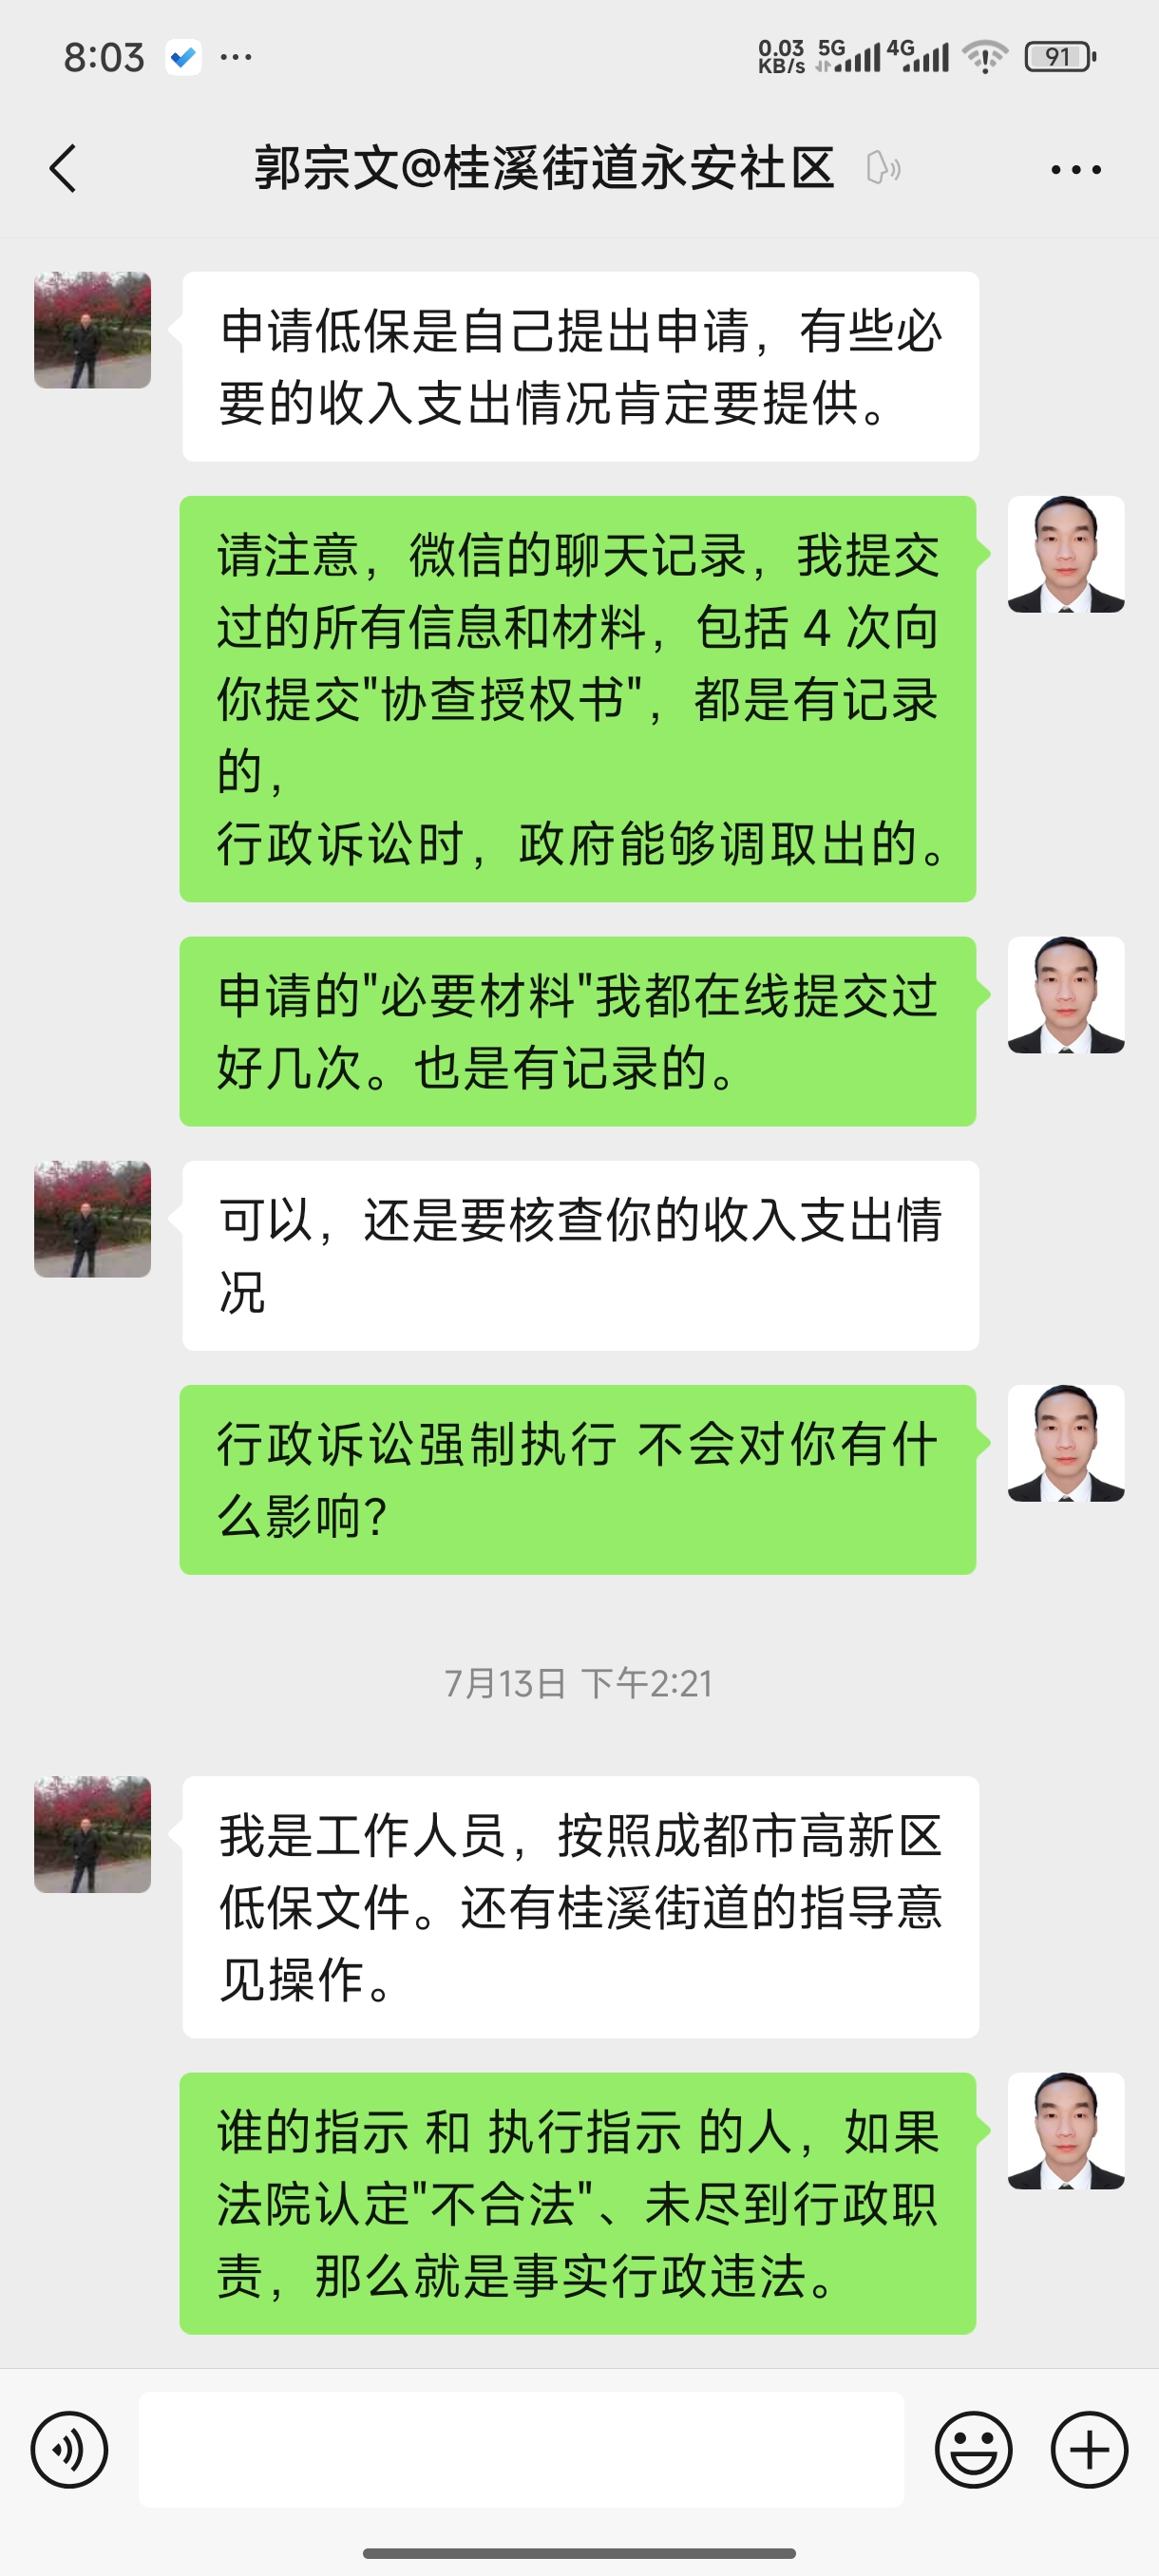 8:03
0.03 KB/s 5G 4G 91
郭宗文@桂溪街道永安社区
申请低保是自己提出申请，有些必
要的收入支出情况肯定要提供。
请注意，微信的聊天记录，我提交
过的所有信息和材料，包括 4 次向
你提交"协查授权书"，都是有记录
的，
行政诉讼时，政府能够调取出的。
申请的"必要材料"我都在线提交过
好几次。也是有记录的。
可以，还是要核查你的收入支出情
况
行政诉讼强制执行 不会对你有什
么影响?
7月13日 下午2:21
我是工作人员，按照成都市高新区
低保文件。还有桂溪街道的指导意
见操作。
谁的指示 和 执行指示 的人，如果
法院认定"不合法"、未尽到行政职
责，那么就是事实行政违法。